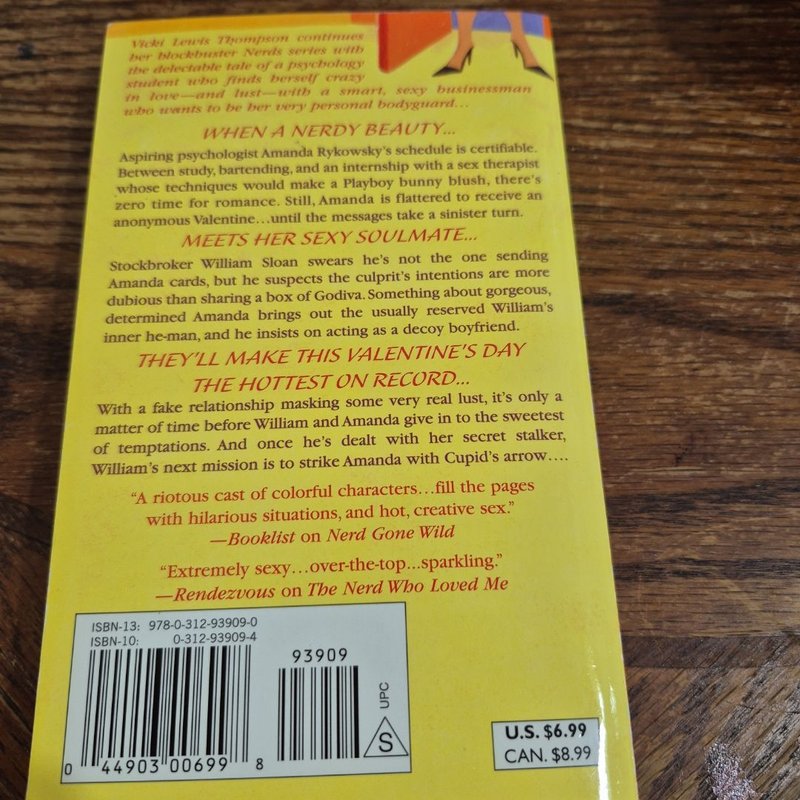 Vicki Lewis Thompson continues
her blockbuster Nerds series with
the delectable tale of a psychology
student who finds herself crazy
in love—and lust—with a smart, sexy businessman
who wants to be her very personal bodyguard…
WHEN A NERDY BEAUTY…
Aspiring psychologist Amanda Rykowsky's schedule is certifiable.
Between study, bartending, and an internship with a sex therapist
whose techniques would make a Playboy bunny blush, there's
zero time for romance. Still, Amanda is flattered to receive an
anonymous Valentine…until the messages take a sinister turn.
MEETS HER SEXY SOULMATE…
Stockbroker William Sloan swears he's not the one sending
Amanda cards, but he suspects the culprit's intentions are more
dubious than sharing a box of Godiva. Something about gorgeous,
determined Amanda brings out the usually reserved William's
inner he-man, and he insists on acting as a decoy boyfriend.
THEY'LL MAKE THIS VALENTINE'S DAY
THE HOTTEST ON RECORD…
With a fake relationship masking some very real lust, it's only a
matter of time before William and Amanda give in to the sweetest
of temptations. And once he's dealt with her secret stalker,
William's next mission is to strike Amanda with Cupid's arrow….
"A riotous cast of colorful characters…fill the pages
with hilarious situations, and hot, creative sex."
—Booklist on Nerd Gone Wild
"Extremely sexy…over-the-top…sparkling."
—Rendezvous on The Nerd Who Loved Me
ISBN-13: 978-0-312-93909-0
ISBN-10: 0-312-93909-4
93909
UPC
S
0 44903 00699 8
U.S. $6.99
CAN. $8.99